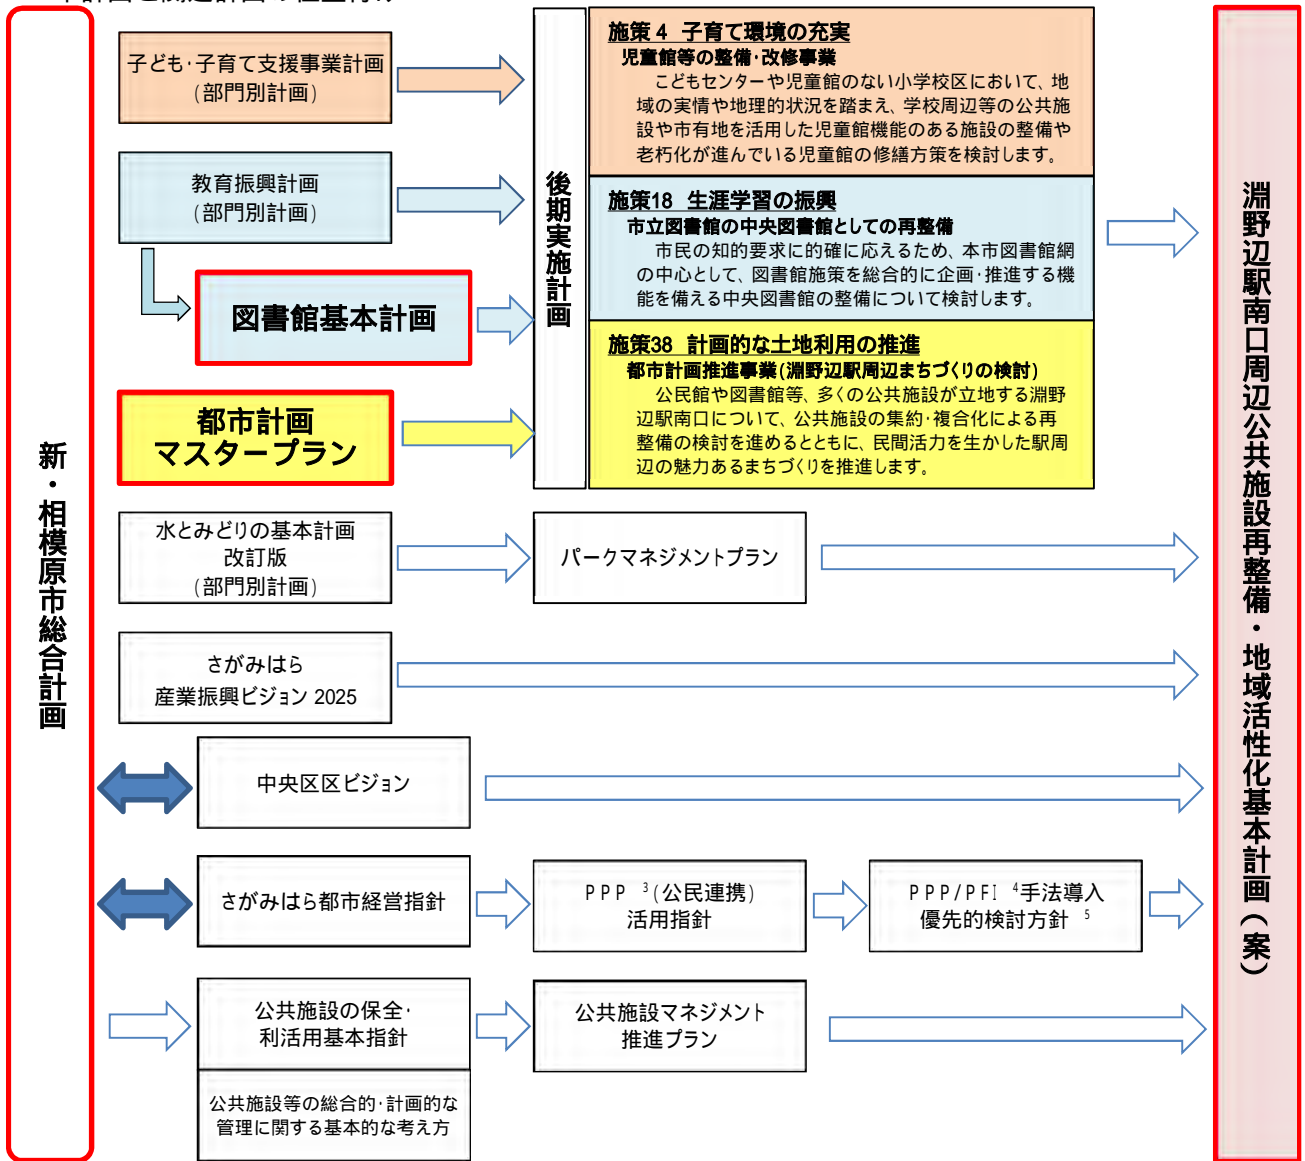 新・相模原市総合計画
子ども・子育て支援事業計画
（部門別計画）
教育振興計画
（部門別計画）
図書館基本計画
都市計画
マスタープラン
後期実施計画
施策４ 子育て環境の充実
児童館等の整備・改修事業
こどもセンターや児童館のない小学校区において、地
域の実情や地理的状況を踏まえ、学校周辺等の公共施
設や市有地を活用した児童館機能のある施設の整備や
老朽化が進んでいる児童館の修繕方策を検討します。
施策18 生涯学習の振興
市立図書館の中央図書館としての再整備
市民の知的要求に的確に応えるため、本市図書館網
の中心として、図書館施策を総合的に企画・推進する機
能を備える中央図書館の整備について検討します。
施策38 計画的な土地利用の推進
都市計画推進事業（淵野辺駅周辺まちづくりの検討）
公民館や図書館等、多くの公共施設が立地する淵野
辺駅南口について、公共施設の集約・複合化による再
整備の検討を進めるとともに、民間活力を生かした駅周
辺の魅力あるまちづくりを推進します。
水とみどりの基本計画
改訂版
（部門別計画）
パークマネジメントプラン
さがみはら
産業振興ビジョン 2025
中央区区ビジョン
さがみはら都市経営指針
ＰＰＰ 3（公民連携）
活用指針
ＰＰＰ/ＰＦＩ 4手法導入
優先的検討方針 5
公共施設の保全・
利活用基本指針
公共施設マネジメント
推進プラン
公共施設等の総合的・計画的な
管理に関する基本的な考え方
淵野辺駅南口周辺公共施設再整備・地域活性化基本計画（案）